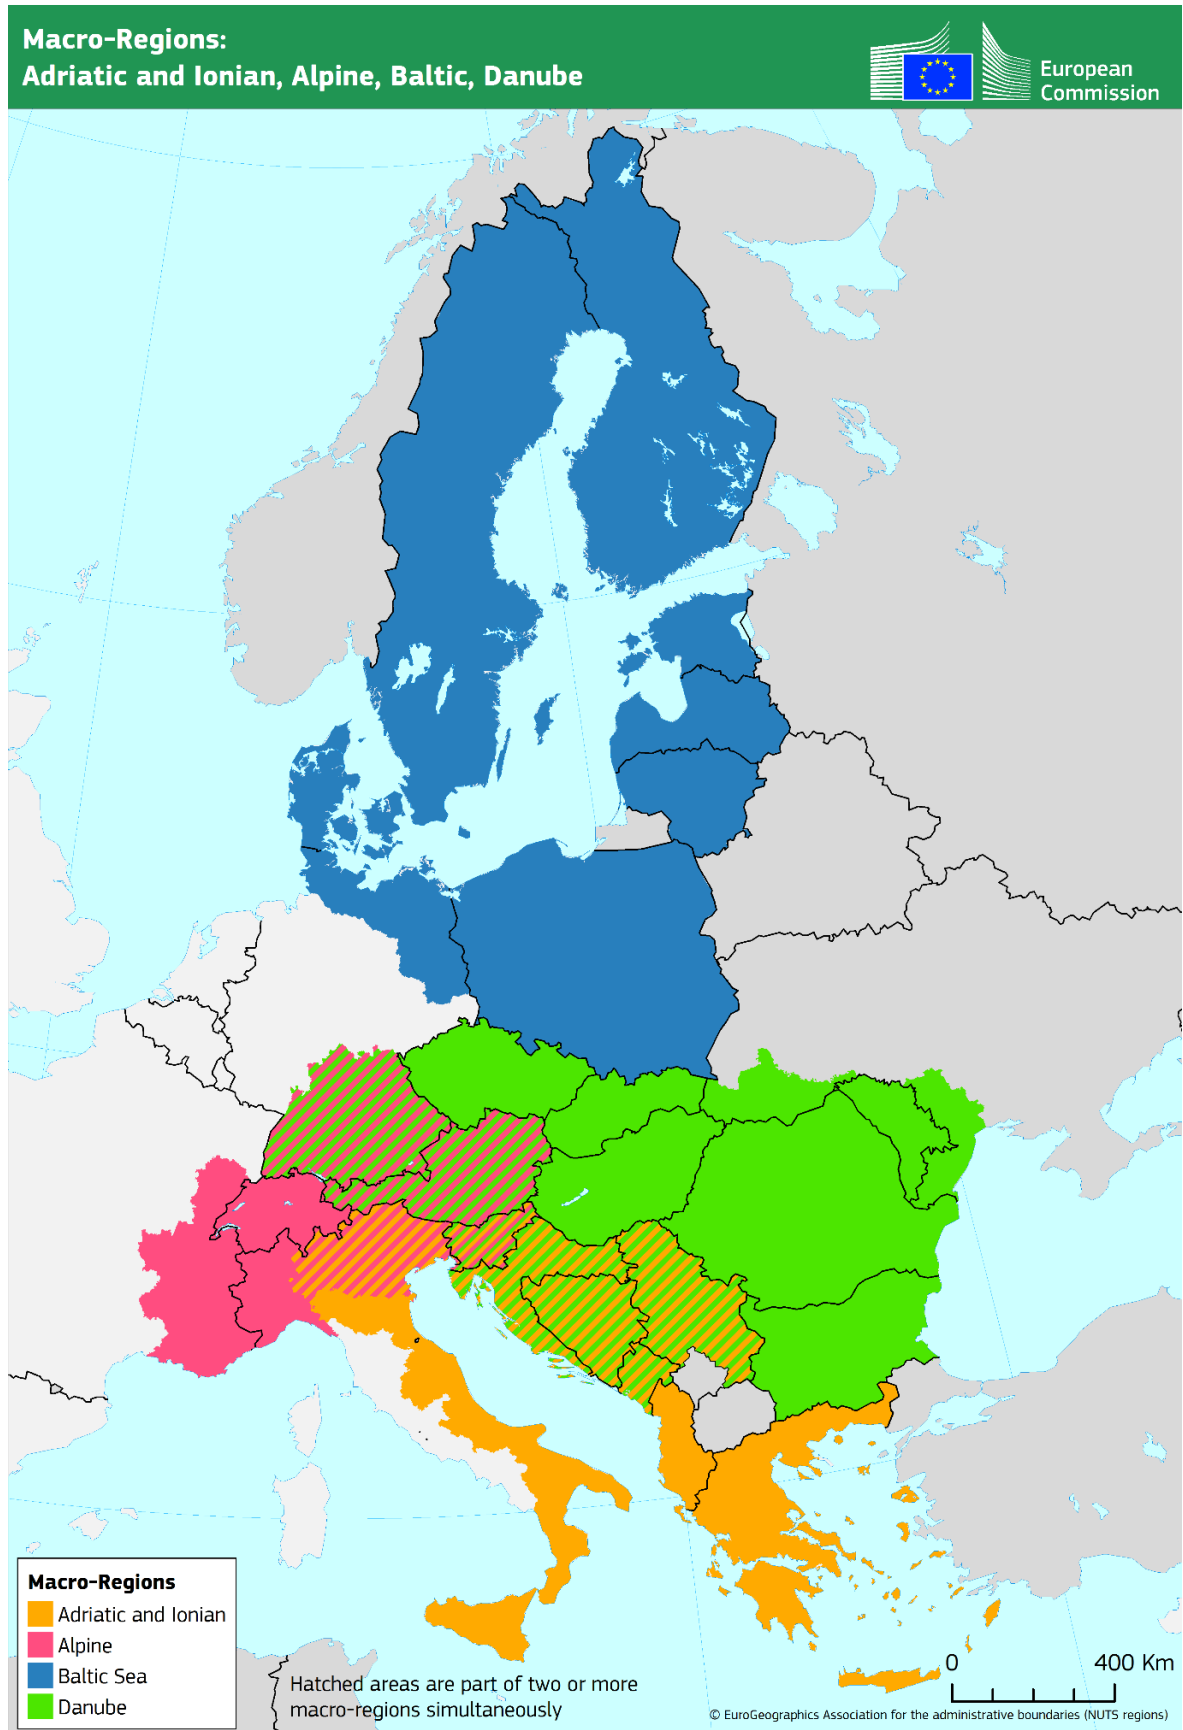 Macro-Regions:
Adriatic and Ionian, Alpine, Baltic, Danube
European
Commission
Macro-Regions
Adriatic and Ionian
Alpine
Baltic Sea
Danube
Hatched areas are part of two or more
macro-regions simultaneously
0 400 Km
© EuroGeographics Association for the administrative boundaries (NUTS regions)